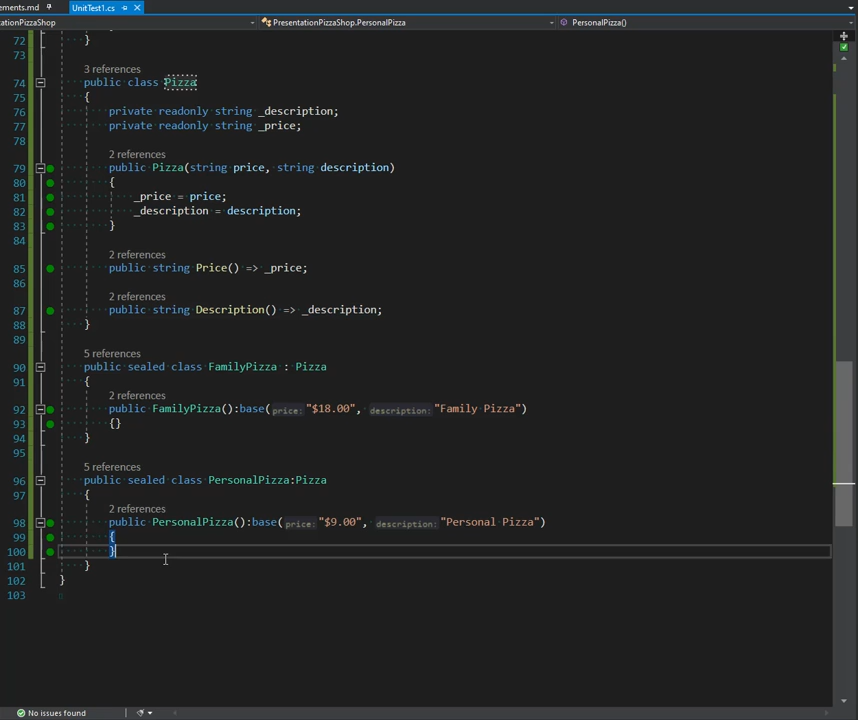 ements.md UnitTest1.cs
tationPizzaShop PresentationPizzaShop.PersonalPizza PersonalPizza()
72 }
73
3 references
74 public class Pizza
75 {
76 private readonly string _description;
77 private readonly string _price;
78
2 references
79 public Pizza(string price, string description)
80 {
81 _price = price;
82 _description = description;
83 }
84
2 references
85 public string Price() => _price;
86
2 references
87 public string Description() => _description;
88 }
89
5 references
90 public sealed class FamilyPizza : Pizza
91 {
2 references
92 public FamilyPizza():base(price: "$18.00", description: "Family Pizza")
93 {}
94 }
95
5 references
96 public sealed class PersonalPizza:Pizza
97 {
2 references
98 public PersonalPizza():base(price: "$9.00", description: "Personal Pizza")
99 {
100 }
101 }
102 }
103
No issues found